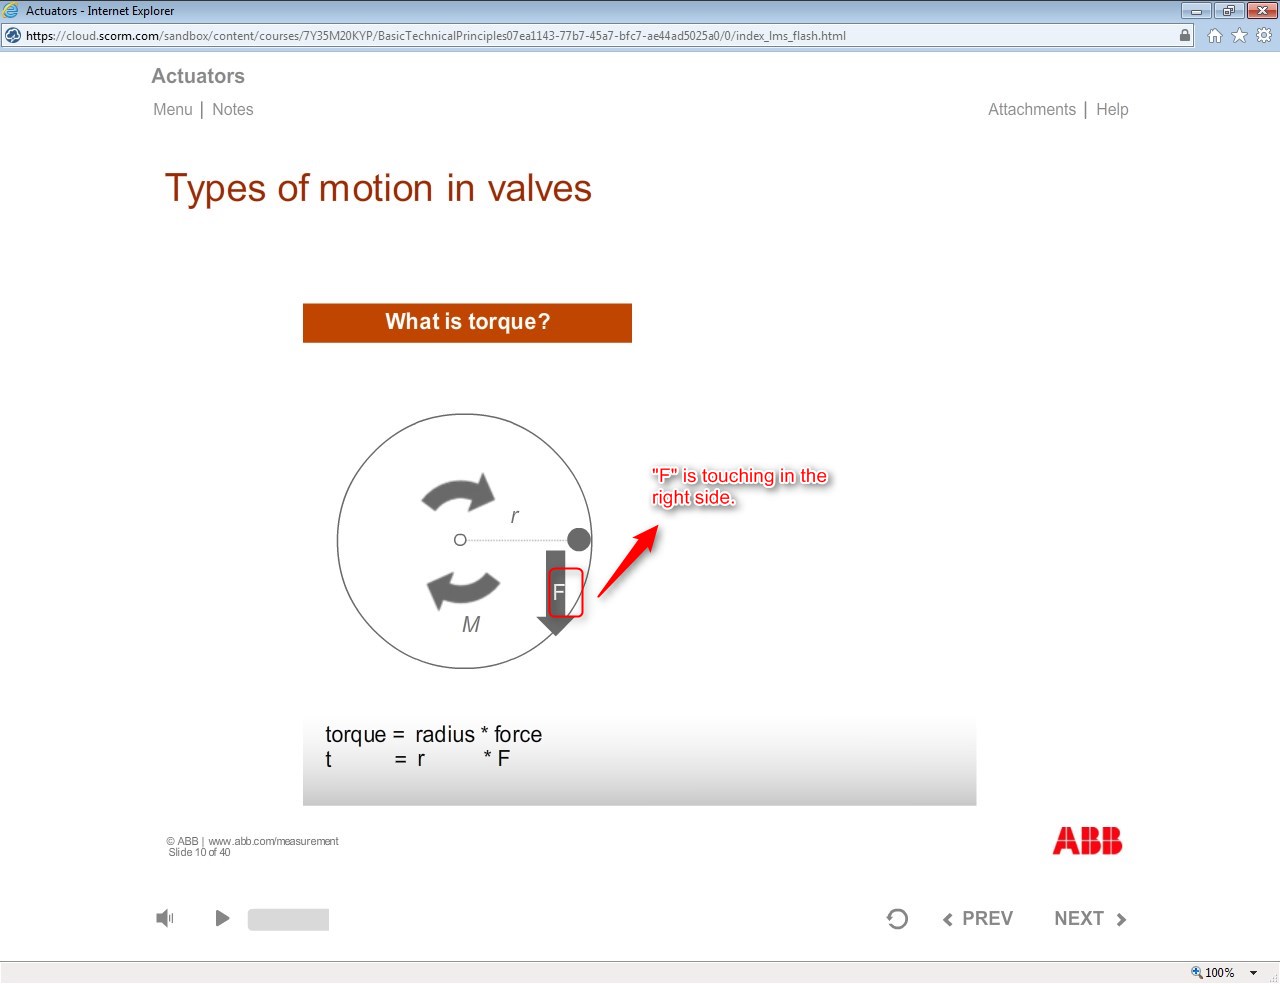 Actuators - Internet Explorer
https://cloud.scorm.com/sandbox/content/courses/7Y35M20KYP/BasicTechnicalPrinciples07ea1143-77b7-45a7-bfc7-ae44ad5025a0/0/index_lms_flash.html
Actuators
Menu | Notes
Attachments | Help
Types of motion in valves
What is torque?
"F" is touching in the
right side.
r
F
M
torque = radius * force
t = r * F
© ABB | www.abb.com/measurement
Slide 10 of 40
ABB
PREV
NEXT
100%